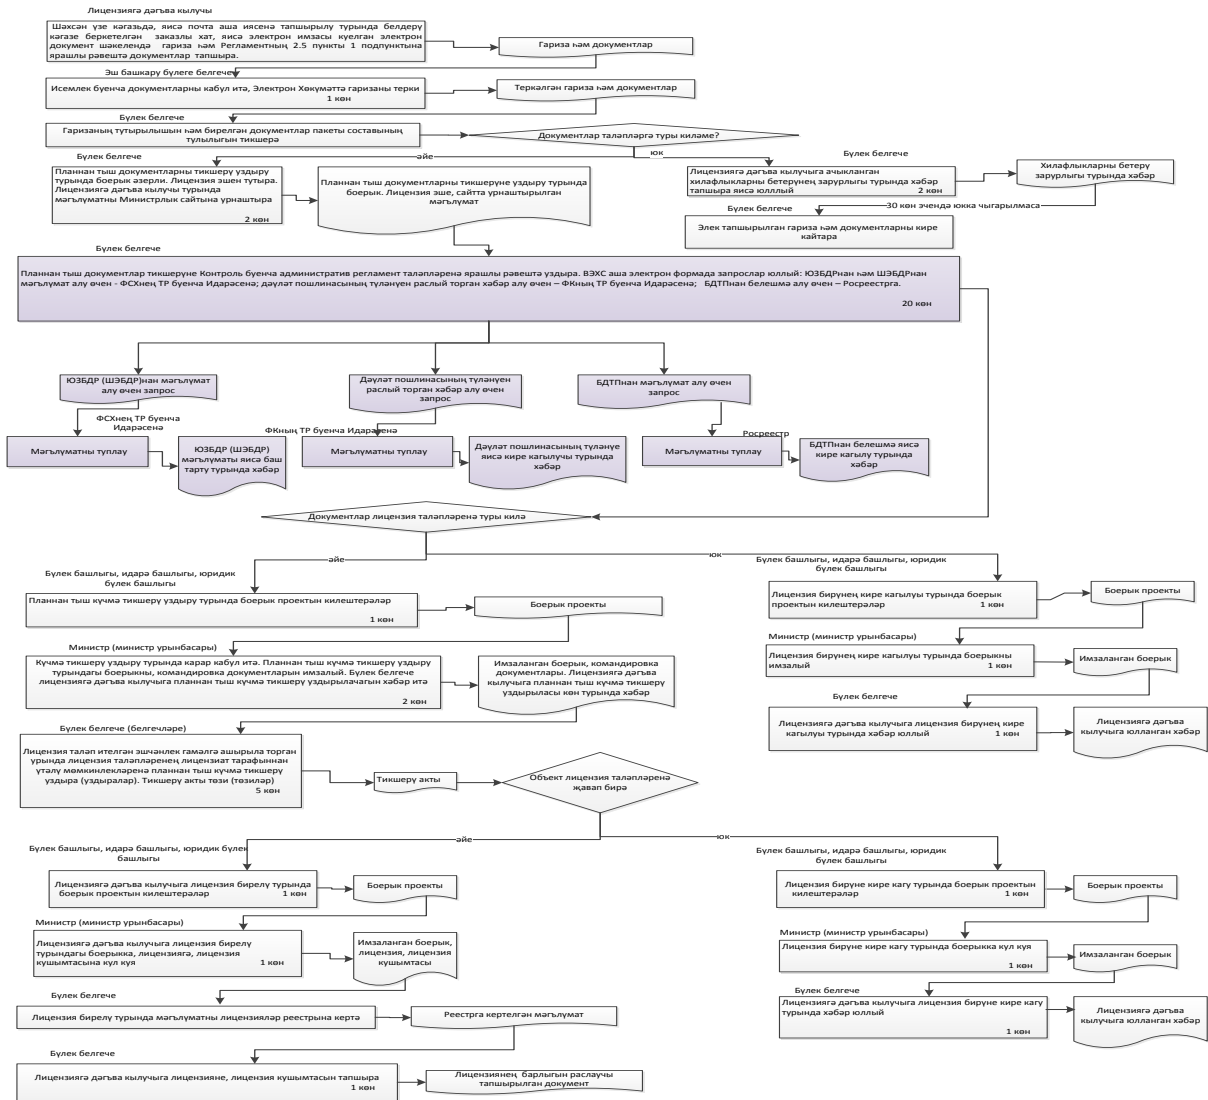 Лицензиягә дәгъва кылучы
Шәхсән үзе кәгазьдә, яисә почта аша иясенә тапшырылу турында белдерү
кәгазе беркетелгән заказлы хат, яисә электрон имзасы куелган электрон
документ шәкелендә гариза һәм Регламентның 2.5 пункты 1 подпунктына
ярашлы рәвештә документлар тапшыра.
Гариза һәм документлар
Эш башкару бүлеге белгече
Исемлек буенча документларны кабул итә, Электрон Хөкүмәттә гаризаны терки
1 көн
Теркәлгән гариза һәм документлар
Бүлек белгече
Гаризаның тутырылышын һәм бирелгән документлар пакеты составының
тулылыгын тикшерә
Документлар таләпләргә туры киләме?
әйе
юк
Бүлек белгече
Планнан тыш документларны тикшерү уздыру
турында боерык әзерли. Лицензия эшен тутыра.
Лицензиягә дәгъва кылучы турында
мәгълүматны Министрлык сайтына урнаштыра
2 көн
Планнан тыш документларны тикшерүне уздыру турында
боерык. Лицензия эше, сайтта урнаштырылган
мәгълүмат
Бүлек белгече
Лицензиягә дәгъва кылучыга ачыкланган
хилафлыкларны бетерүнең зарурлыгы турында хәбәр
тапшыра яисә юлллый 2 көн
Хилафлыкларны бетерү
зарурлыгы турында хәбәр
30 көн эчендә юкка чыгарылмаса
Бүлек белгече
Элек тапшырылган гариза һәм документларны кире
кайтара
Бүлек белгече
Планнан тыш документлар тикшерүне Контроль буенча административ регламент таләпләренә ярашлы рәвештә уздыра. ВЭХС аша электрон формада запрослар юллый: ЮЗБДРнан һәм ШЭБДРнан
мәгълүмат алу өчен - ФСХнең ТР буенча Идарәсенә; дәүләт пошлинасының түләнүен раслый торган хәбәр алу өчен – ФКның ТР буенча Идарәсенә; БДТПнан белешмә алу өчен – Росреестрга.
20 көн
ЮЗБДР (ШЭБДР)нан мәгълүмат
алу өчен запрос
Дәүләт пошлинасының түләнүен
раслый торган хәбәр алу өчен
запрос
БДТПнан мәгълүмат алу өчен
запрос
ФСХнең ТР буенча
Идарәсенә
Мәгълүматны туплау
ЮЗБДР (ШЭБДР)
мәгълүматы яисә баш
тарту турында хәбәр
ФКның ТР буенча Идарәсенә
Мәгълүматны туплау
Дәүләт пошлинасының түләнүе
яисә кире кагылучы турында
хәбәр
Росреестр
Мәгълүматны туплау
БДТПнан белешмә яисә
кире кагылу турында
хәбәр
Документлар лицензия таләпләренә туры килә
әйе
юк
Бүлек башлыгы, идарә башлыгы, юридик
бүлек башлыгы
Планнан тыш күчмә тикшерү уздыру турында боерык проектын килештерәләр
1 көн
Боерык проекты
Бүлек башлыгы, идарә башлыгы, юридик
бүлек башлыгы
Лицензия бирүнең кире кагылуы турында боерык
проектын килештерәләр 1 көн
Боерык проекты
Министр (министр урынбасары)
Күчмә тикшерү уздыру турында карар кабул итә. Планнан тыш күчмә тикшерү уздыру
турындагы боерыкны, командировка документларын имзалый. Бүлек белгече
лицензиягә дәгъва кылучыга планнан тыш күчмә тикшерү уздырылачагын хәбәр итә
2 көн
Имзаланган боерык, командировка
документлары. Лицензиягә дәгъва
кылучыга планнан тыш күчмә тикшерү
уздырыласы көн турында хәбәр
Министр (министр урынбасары)
Лицензия бирүнең кире кагылуы турында боерыкны
имзалый 1 көн
Имзаланган боерык
Бүлек белгече
Лицензиягә дәгъва кылучыга лицензия бирүнең кире
кагылуы турында хәбәр юллый 1 көн
Лицензиягә дәгъва
кылучыга юлланган хәбәр
Бүлек белгече (белгечләре)
Лицензия таләп ителгән эшчәнлек гамәлгә ашырыла торган
урында лицензия таләпләренең лицензиат тарафыннан
үтәлү мөмкинлекләренә планнан тыш күчмә тикшерү
уздыра (уздыралар). Тикшерү акты төзи (төзиләр)
5 көн
Тикшерү акты
Объект лицензия таләпләренә
җавап бирә
әйе
юк
Бүлек башлыгы, идарә башлыгы, юридик бүлек
башлыгы
Лицензиягә дәгъва кылучыга лицензия бирелү турында
боерык проектын килештерәләр 1 көн
Боерык проекты
Бүлек башлыгы, идарә башлыгы, юридик
бүлек башлыгы
Лицензия бирүне кире кагу турында боерык проектын
килештерәләр 1 көн
Боерык проекты
Министр (министр урынбасары)
Лицензиягә дәгъва кылучыга лицензия бирелү
турындагы боерыкка, лицензиягә, лицензия
кушымтасына кул куя 1 көн
Имзаланган боерык,
лицензия, лицензия
кушымтасы
Министр (министр урынбасары)
Лицензия бирүне кире кагу турында боерыкка кул куя
1 көн
Имзаланган боерык
Бүлек белгече
Лицензия бирелү турында мәгълүматны лицензияләр реестрына кертә
Реестрга кертелгән мәгълүмат
Бүлек белгече
Лицензиягә дәгъва кылучыга лицензия бирүне кире кагу
турында хәбәр юллый
1 көн
Лицензиягә дәгъва
кылучыга юлланган хәбәр
Бүлек белгече
Лицензиягә дәгъва кылучыга лицензияне, лицензия кушымтасын тапшыра
1 көн
Лицензиянең барлыгын раслаучы
тапшырылган документ